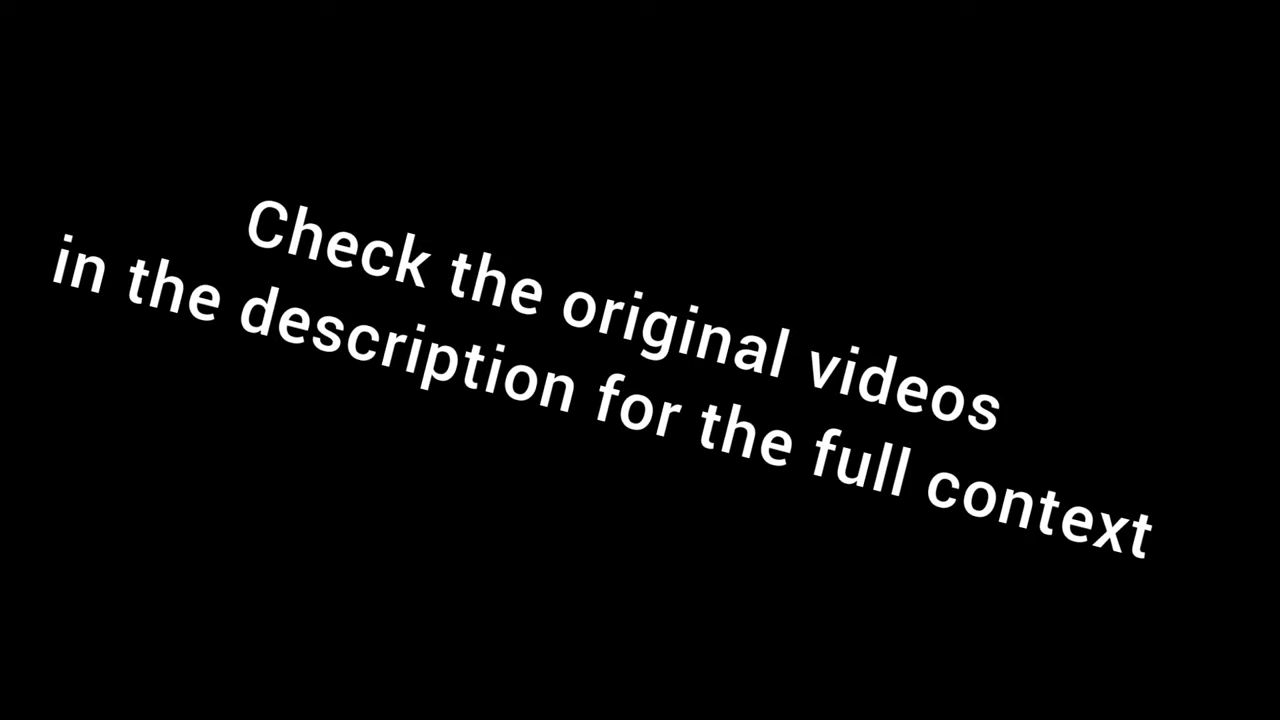 Check the original videos
in the description for the full context